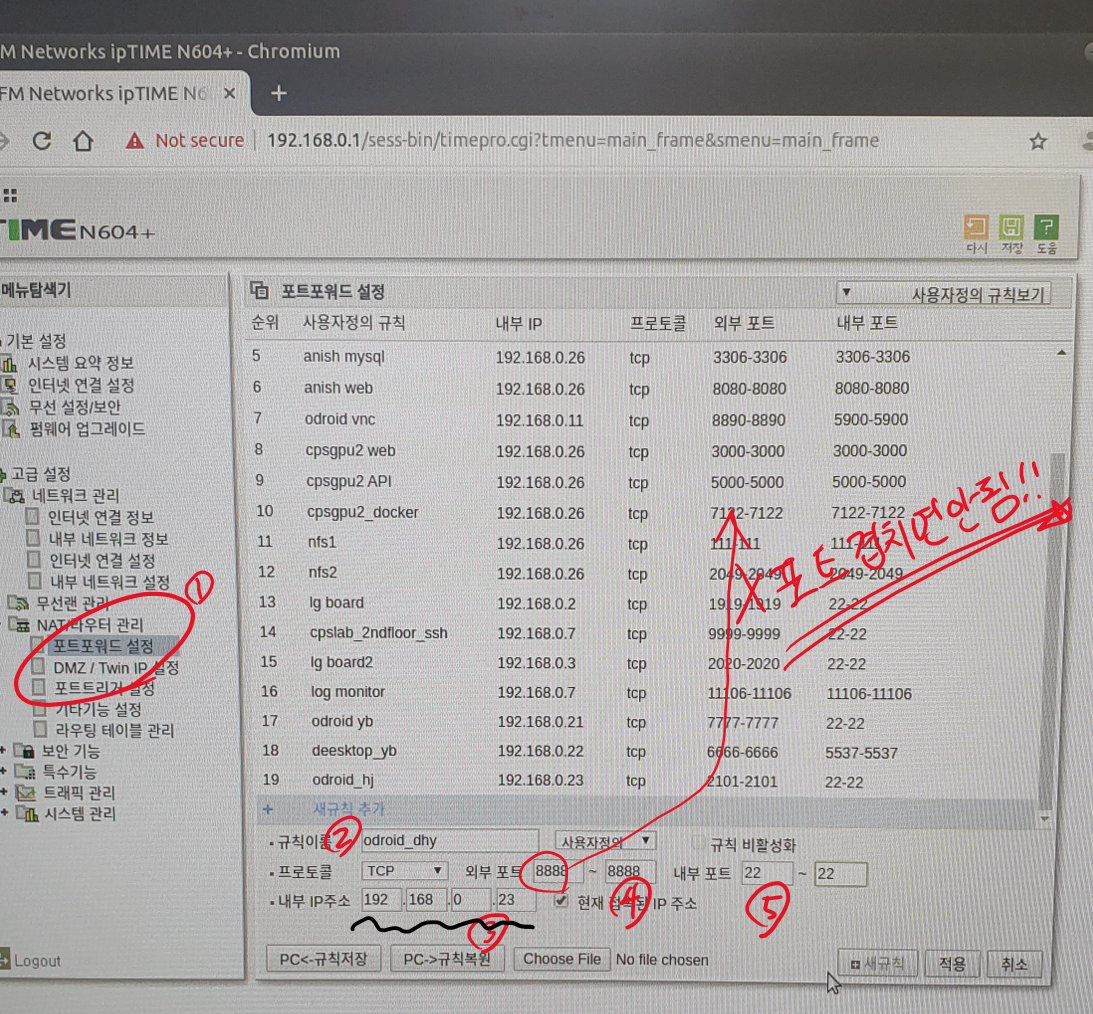 FM Networks ipTIME N604+ - Chromium
FM Networks ipTIME N6 × +
Not secure | 192.168.0.1/sess-bin/timepro.cgi?tmenu=main_frame&smenu=main_frame
TIME N604+
다시 저장 도움
메뉴탐색기
포트포워드 설정 ▼ 사용자정의 규칙보기
순위 사용자정의 규칙 내부 IP 프로토콜 외부 포트 내부 포트
5 anish mysql 192.168.0.26 tcp 3306-3306 3306-3306
6 anish web 192.168.0.26 tcp 8080-8080 8080-8080
7 odroid vnc 192.168.0.11 tcp 8890-8890 5900-5900
8 cpsgpu2 web 192.168.0.26 tcp 3000-3000 3000-3000
9 cpsgpu2 API 192.168.0.26 tcp 5000-5000 5000-5000
10 cpsgpu2_docker 192.168.0.26 tcp 7122-7122 7122-7122
11 nfs1 192.168.0.26 tcp 111-111 111-111
12 nfs2 192.168.0.26 tcp 2049-2049 2049-2049
13 lg board 192.168.0.2 tcp 1919-1919 22-22
14 cpslab_2ndfloor_ssh 192.168.0.7 tcp 9999-9999 22-22
15 lg board2 192.168.0.3 tcp 2020-2020 22-22
16 log monitor 192.168.0.7 tcp 11106-11106 11106-11106
17 odroid yb 192.168.0.21 tcp 7777-7777 22-22
18 deesktop_yb 192.168.0.22 tcp 6666-6666 5537-5537
19 odroid_hj 192.168.0.23 tcp 2101-2101 22-22
+ 새규칙 추가
X 포트 겹치면 안됨!!
기본 설정
시스템 요약 정보
인터넷 연결 설정
무선 설정/보안
펌웨어 업그레이드
고급 설정
네트워크 관리
인터넷 연결 정보
내부 네트워크 정보
인터넷 연결 설정
내부 네트워크 설정
무선랜 관리 ①
NAT/라우터 관리
포트포워드 설정
DMZ / Twin IP 설정
포트트리거 설정
기타기능 설정
라우팅 테이블 관리
+ 보안 기능
+ 특수기능
+ 트래픽 관리
+ 시스템 관리
Logout
규칙이름 ② odroid_dhy 사용자정의 ▼ 규칙 비활성화
프로토콜 TCP ▼ 외부 포트 8888 ~ 8888 내부 포트 22 ~ 22
내부 IP주소 192 .168 .0 .23 현재 접속된 IP 주소
③ ④ ⑤
PC<-규칙저장 PC->규칙복원 Choose File No file chosen 새규칙 적용 취소